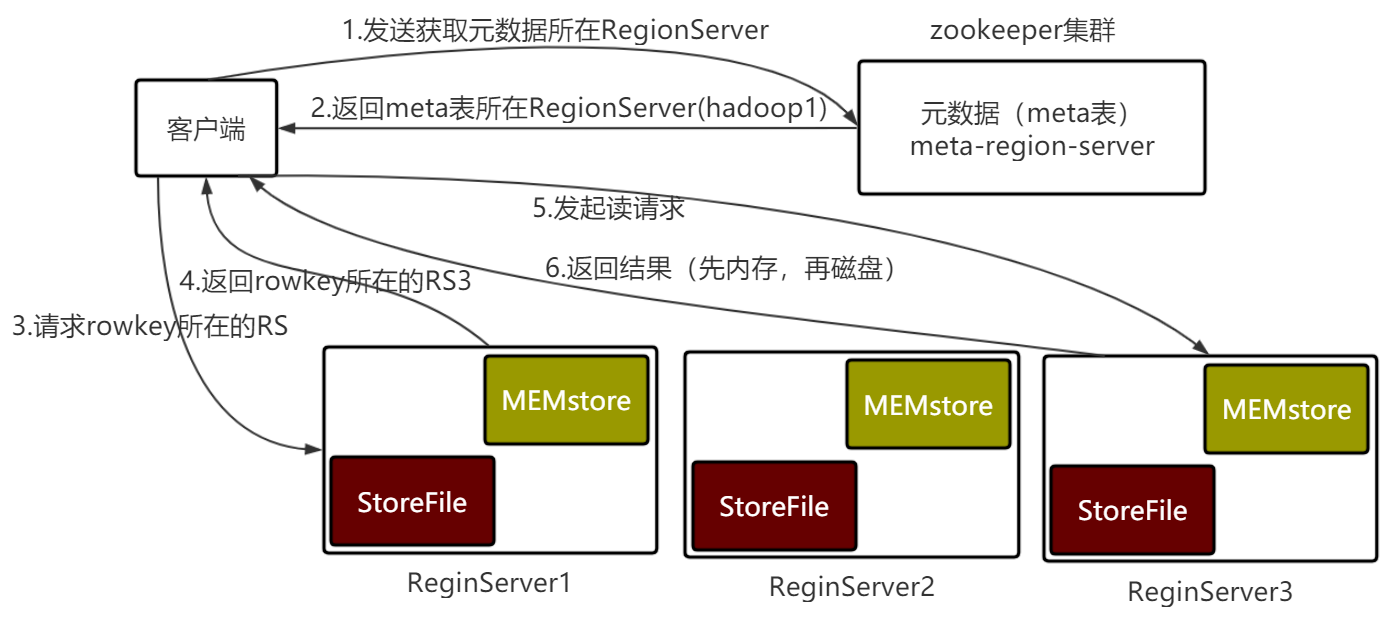 1.发送获取元数据所在RegionServer
zookeeper集群
客户端
2.返回meta表所在RegionServer(hadoop1)
元数据（meta表）
meta-region-server
5.发起读请求
6.返回结果（先内存，再磁盘）
4.返回rowkey所在的RS3
3.请求rowkey所在的RS
MEMstore
StoreFile
ReginServer1
MEMstore
StoreFile
ReginServer2
MEMstore
StoreFile
ReginServer3